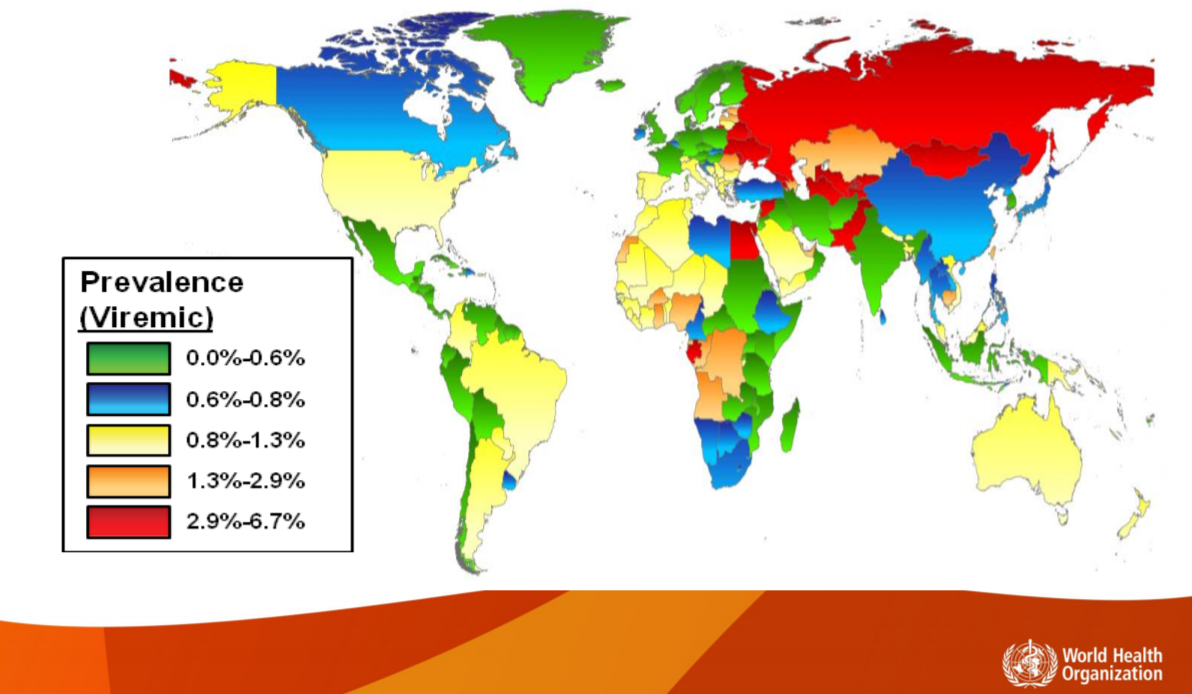 Prevalence
(Viremic)
0.0%-0.6%
0.6%-0.8%
0.8%-1.3%
1.3%-2.9%
2.9%-6.7%
World Health
Organization